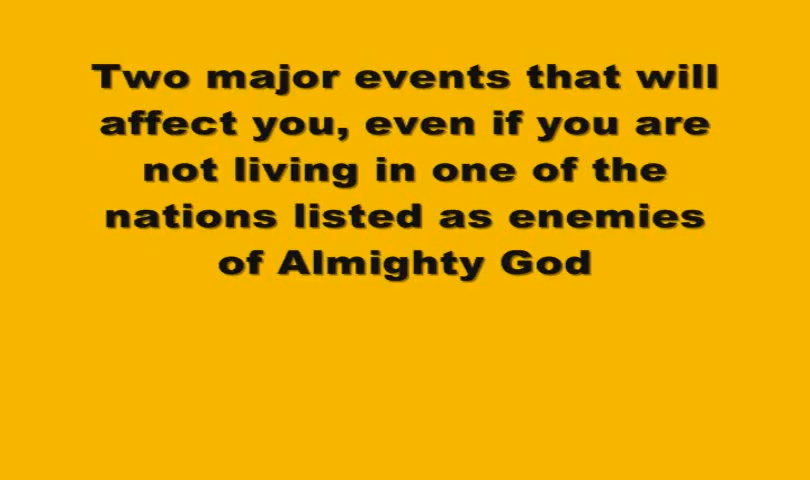 Two major events that will
affect you, even if you are
not living in one of the
nations listed as enemies
of Almighty God